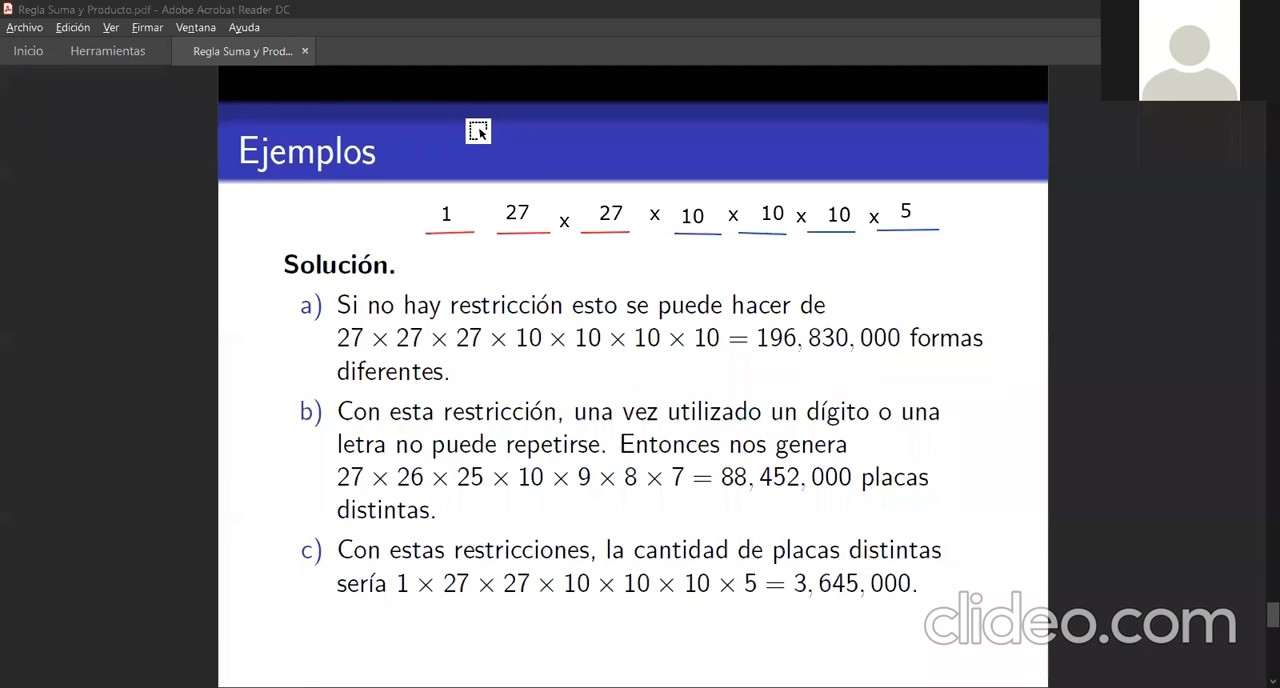 Regla Suma y Producto.pdf - Adobe Acrobat Reader DC
Archivo Edición Ver Firmar Ventana Ayuda
Inicio Herramientas Regla Suma y Prod... ×
Ejemplos
1 27 x 27 x 10 x 10 x 10 x 5
Solución.
a) Si no hay restricción esto se puede hacer de
27 × 27 × 27 × 10 × 10 × 10 × 10 = 196, 830, 000 formas
diferentes.
b) Con esta restricción, una vez utilizado un dígito o una
letra no puede repetirse. Entonces nos genera
27 × 26 × 25 × 10 × 9 × 8 × 7 = 88, 452, 000 placas
distintas.
c) Con estas restricciones, la cantidad de placas distintas
sería 1 × 27 × 27 × 10 × 10 × 10 × 5 = 3, 645, 000.
clideo.com